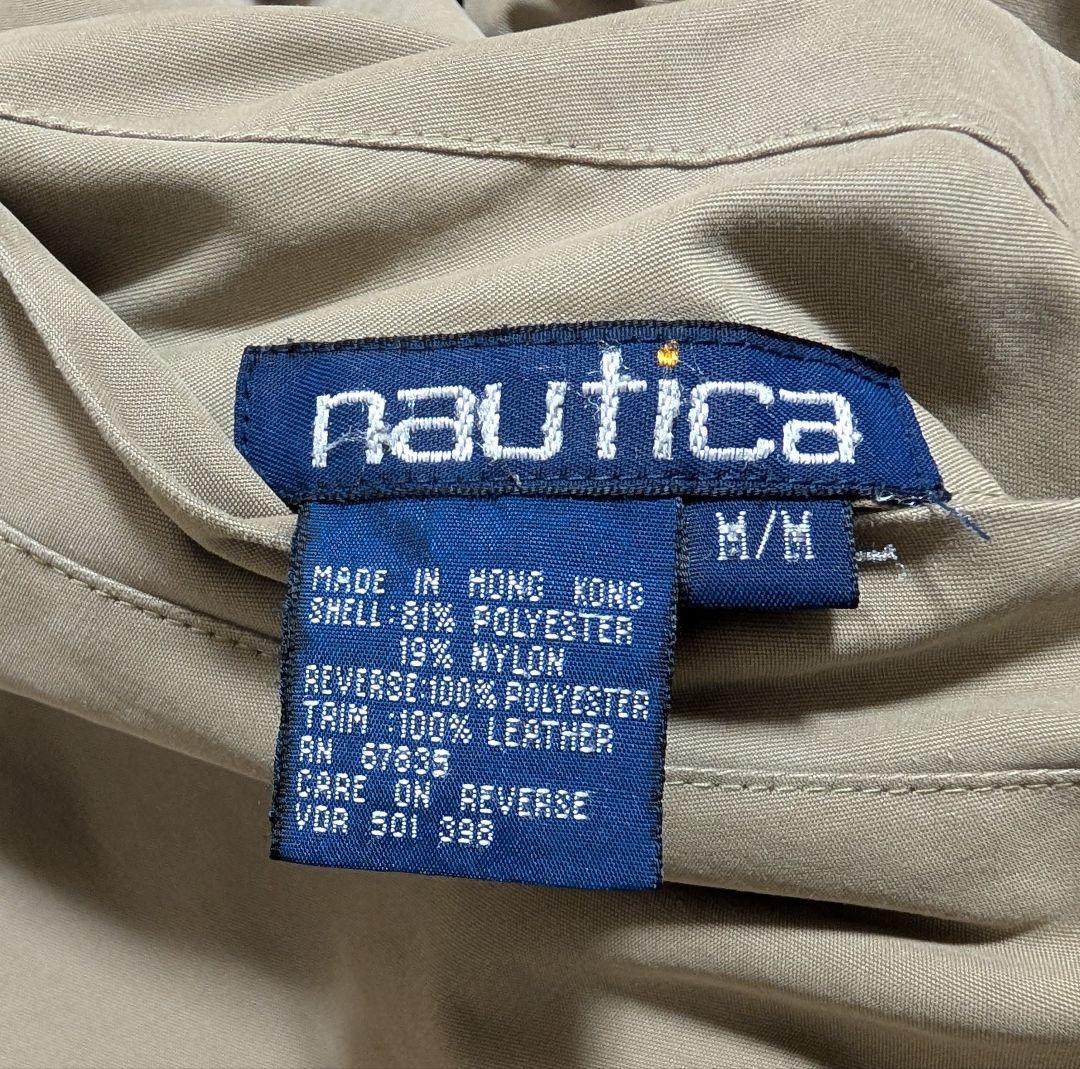 nautica
M/M
MADE IN HONG KONG
SHELL:81% POLYESTER
19% NYLON
REVERSE:100% POLYESTER
TRIM :100% LEATHER
RN 67835
CARE ON REVERSE
VDR 501 398